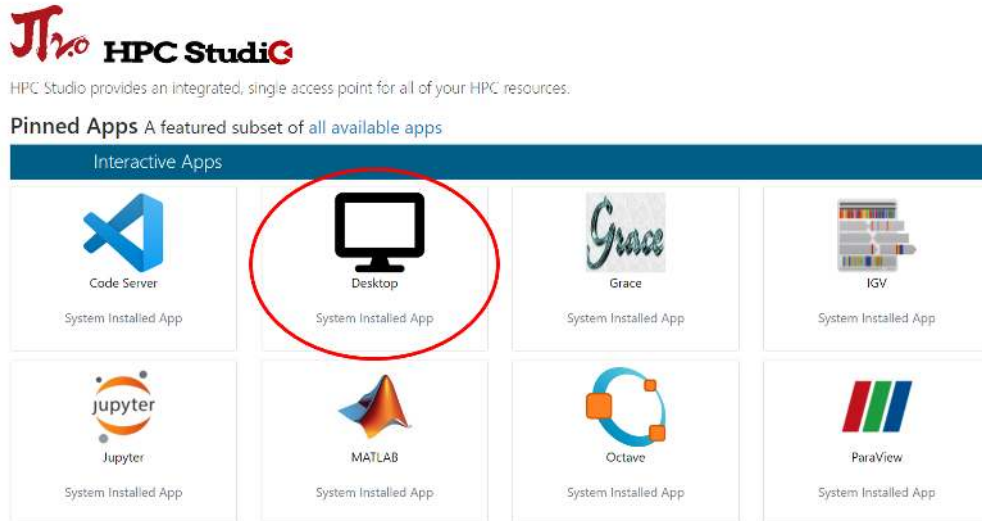 π 2.0 HPC Studio
HPC Studio provides an integrated, single access point for all of your HPC resources.
Pinned Apps A featured subset of all available apps
Interactive Apps
Grace
Code Server
Desktop
Grace
IGV
System Installed App
System Installed App
System Installed App
System Installed App
jupyter
Jupyter
MATLAB
Octave
ParaView
System Installed App
System Installed App
System Installed App
System Installed App